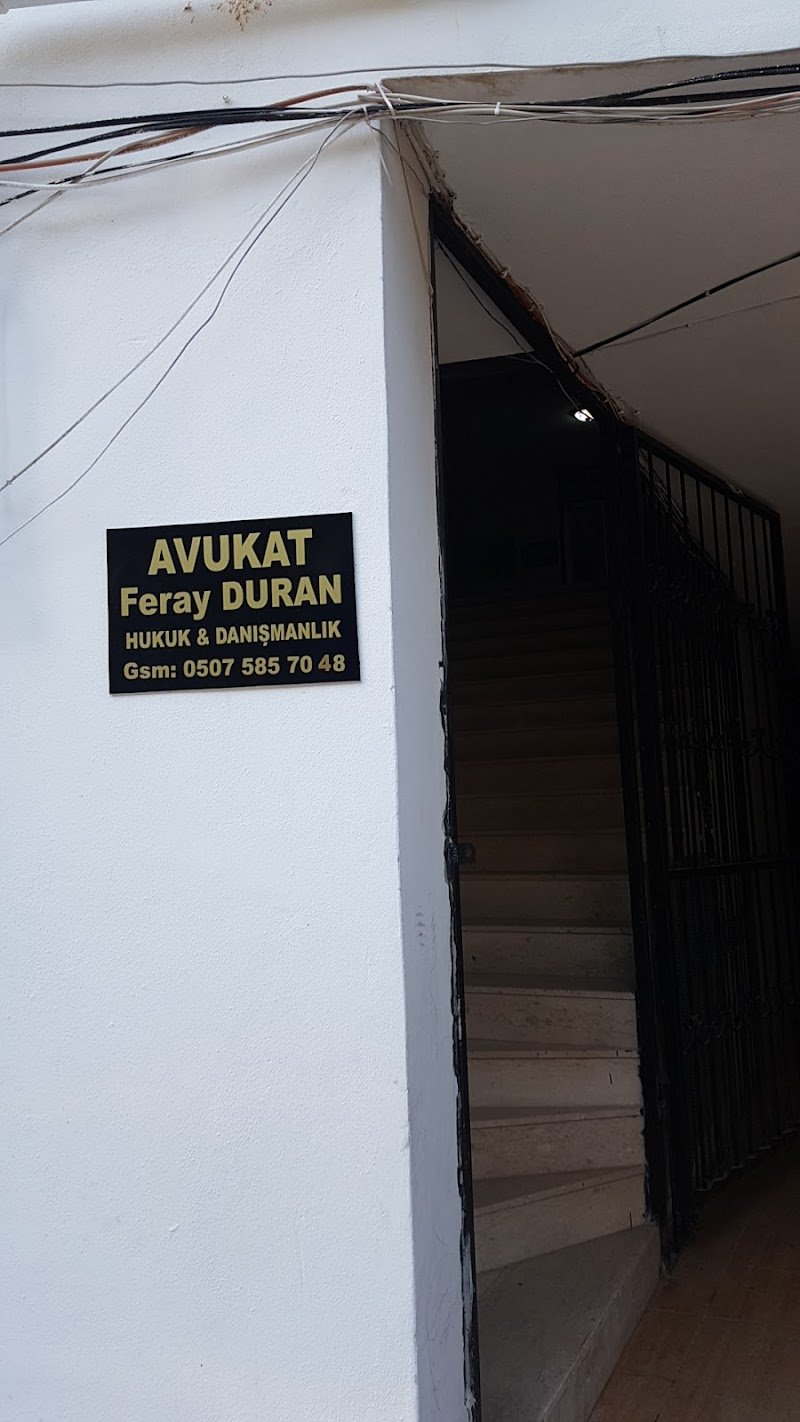 AVUKAT
Feray DURAN
HUKUK & DANIŞMANLIK
Gsm: 0507 585 70 48